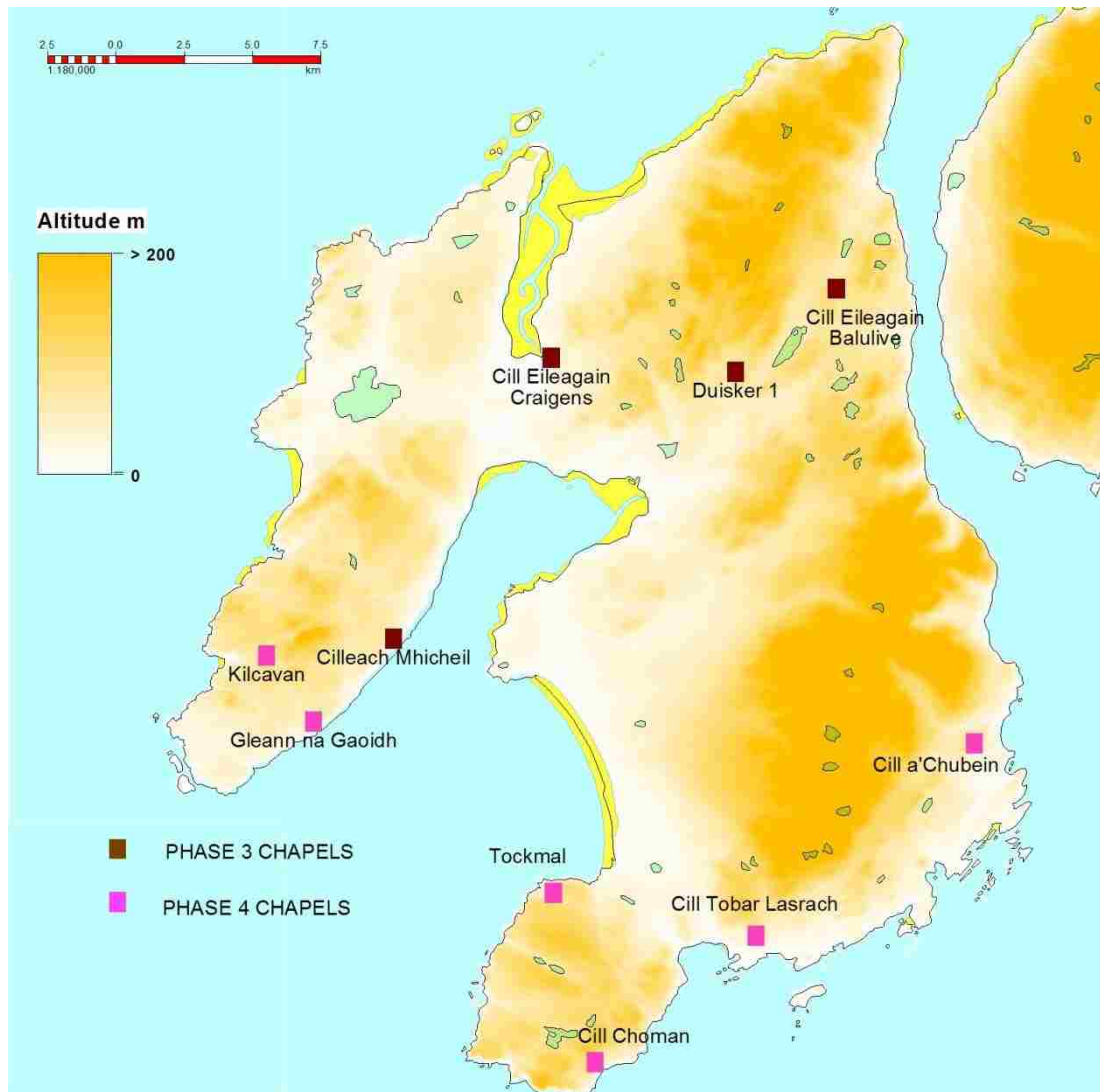 2.5 0.0 2.5 5.0 7.5
1:180,000 km
Altitude m
> 200
0
Cill Eileagain
Balulive
Cill Eileagain
Craigens
Duisker 1
Cilleach Mhicheil
Kilcavan
Gleann na Gaoidh
Cill a'Chubein
PHASE 3 CHAPELS
PHASE 4 CHAPELS
Tockmal
Cill Tobar Lasrach
Cill Choman